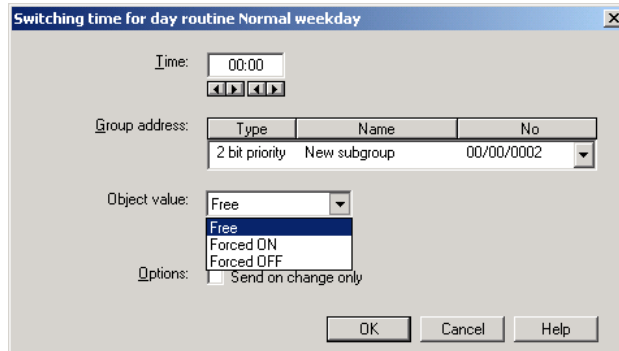 Switching time for day routine Normal weekday
Time: 00:00
Group address: Type Name No
2 bit priority New subgroup 00/00/0002
Object value: Free
Free
Forced ON
Forced OFF
Options: Send on change only
OK Cancel Help